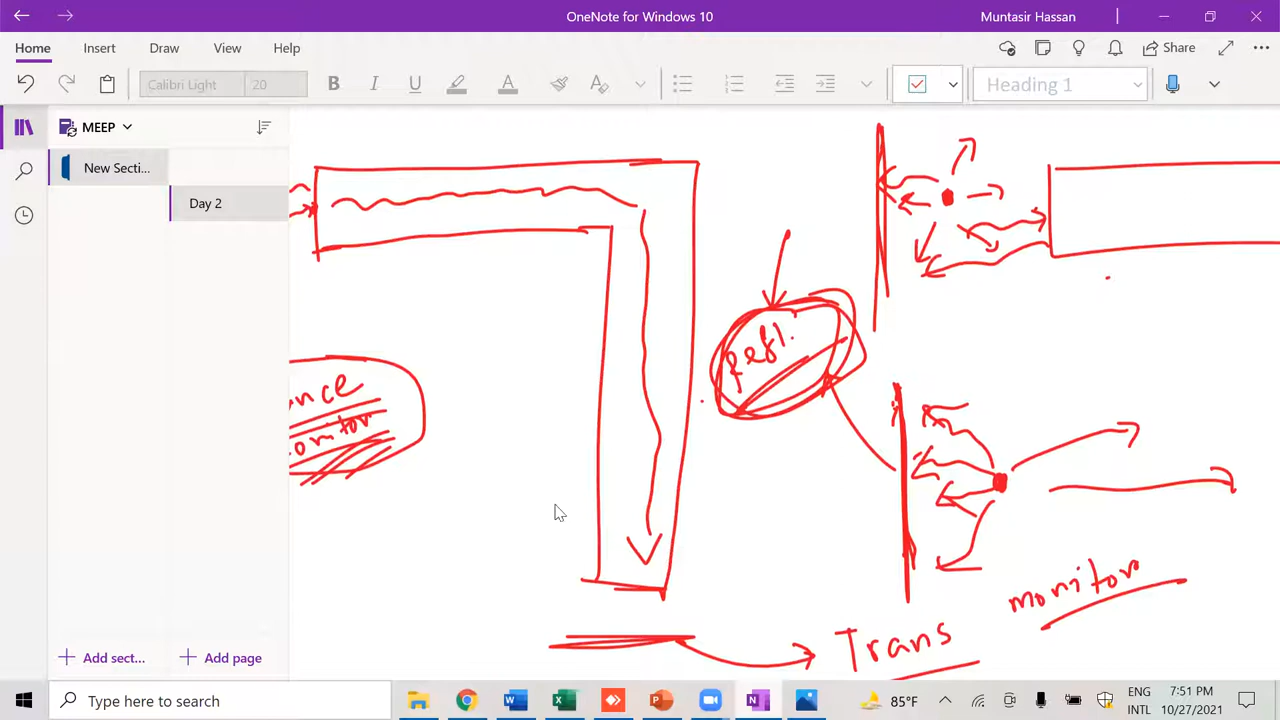 OneNote for Windows 10
Muntasir Hassan
Home
Insert
Draw
View
Help
Share
Calibri Light
20
B
I
U
A
Heading 1
MEEP
New Secti...
Day 2
Refl.
nce
onitor
monitor
Trans
Add sect...
Add page
Type here to search
85°F
ENG
INTL
7:51 PM
10/27/2021